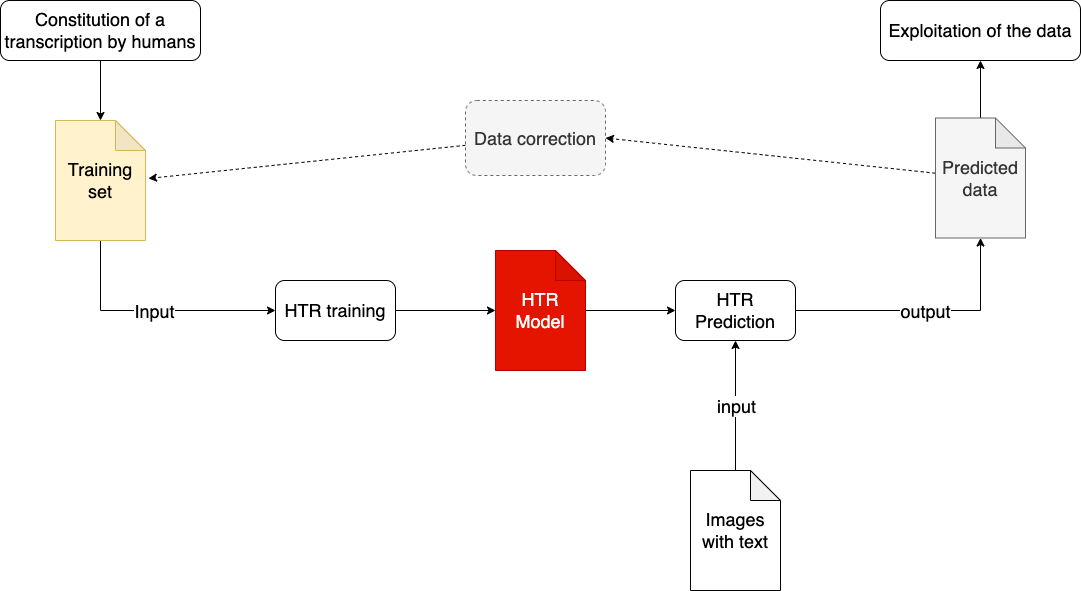 Constitution of a
transcription by humans
Exploitation of the data
Data correction
Training
set
Predicted
data
Input
HTR training
HTR
Model
HTR
Prediction
output
input
Images
with text